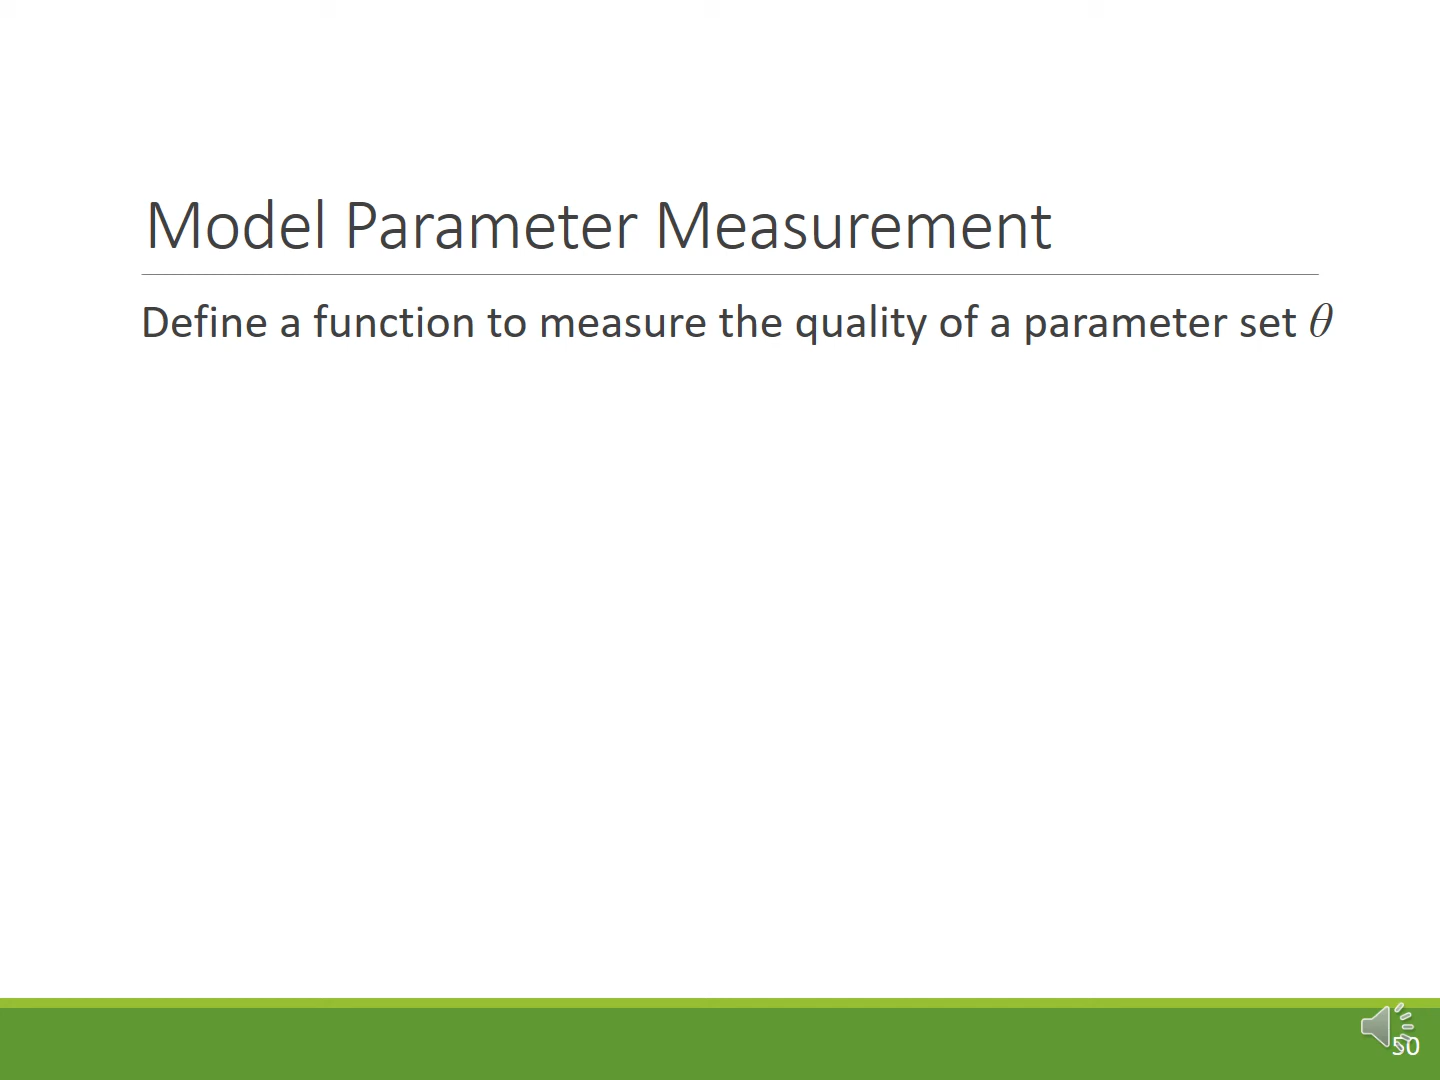 Model Parameter Measurement
Define a function to measure the quality of a parameter set θ
50